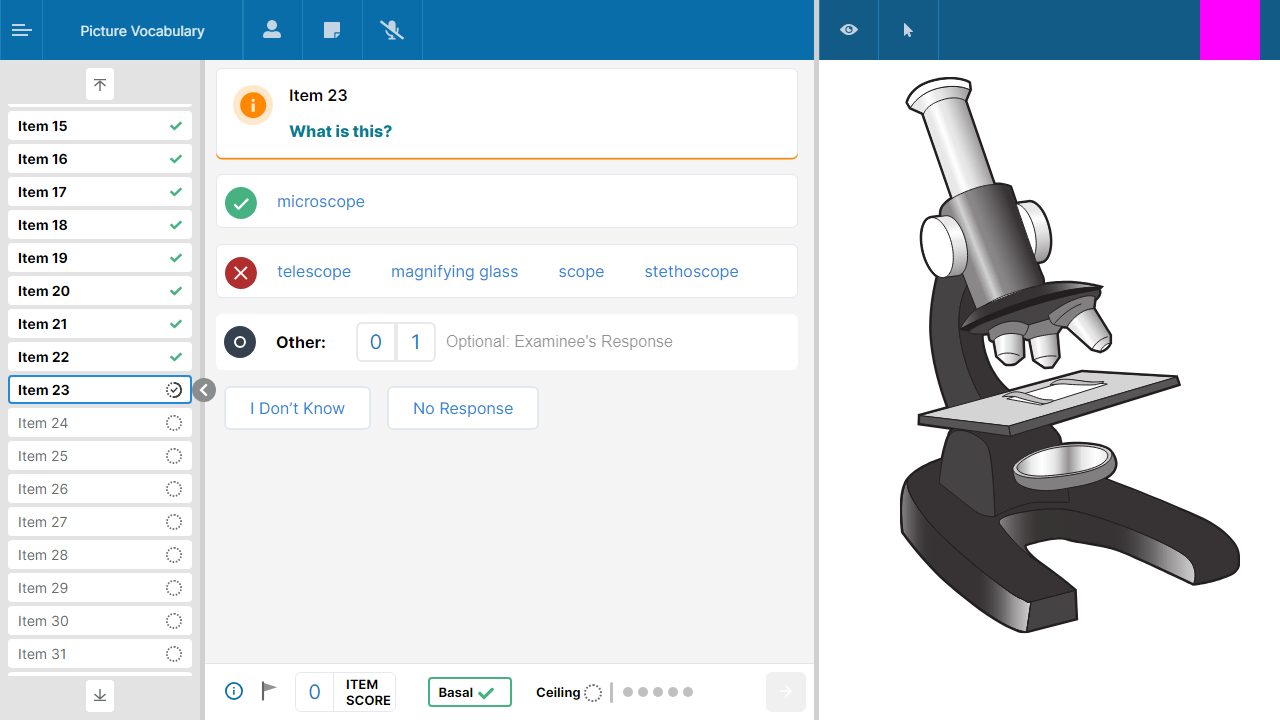 Picture Vocabulary
Item 15
Item 16
Item 17
Item 18
Item 19
Item 20
Item 21
Item 22
Item 23
Item 24
Item 25
Item 26
Item 27
Item 28
Item 29
Item 30
Item 31
Item 23
What is this?
microscope
telescope magnifying glass scope stethoscope
Other: 0 1 Optional: Examinee's Response
I Don’t Know No Response
0 ITEM SCORE Basal Ceiling